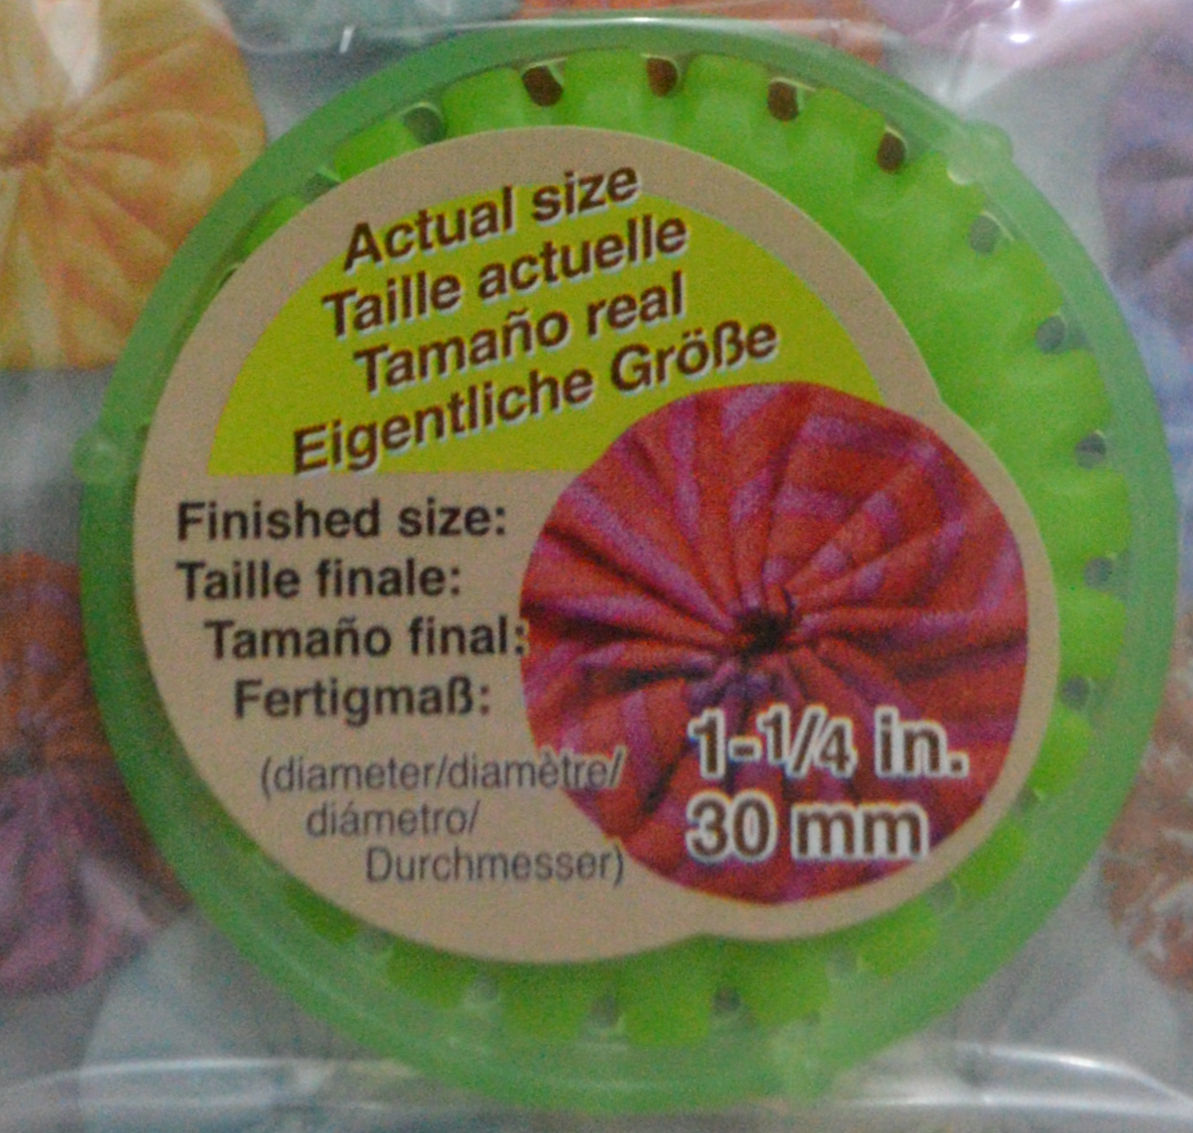 Actual size
Taille actuelle
Tamaño real
Eigentliche Größe
Finished size:
Taille finale:
Tamaño final:
Fertigmaß:
(diameter/diamètre/
diámetro/
Durchmesser)
1-1/4 in.
30 mm